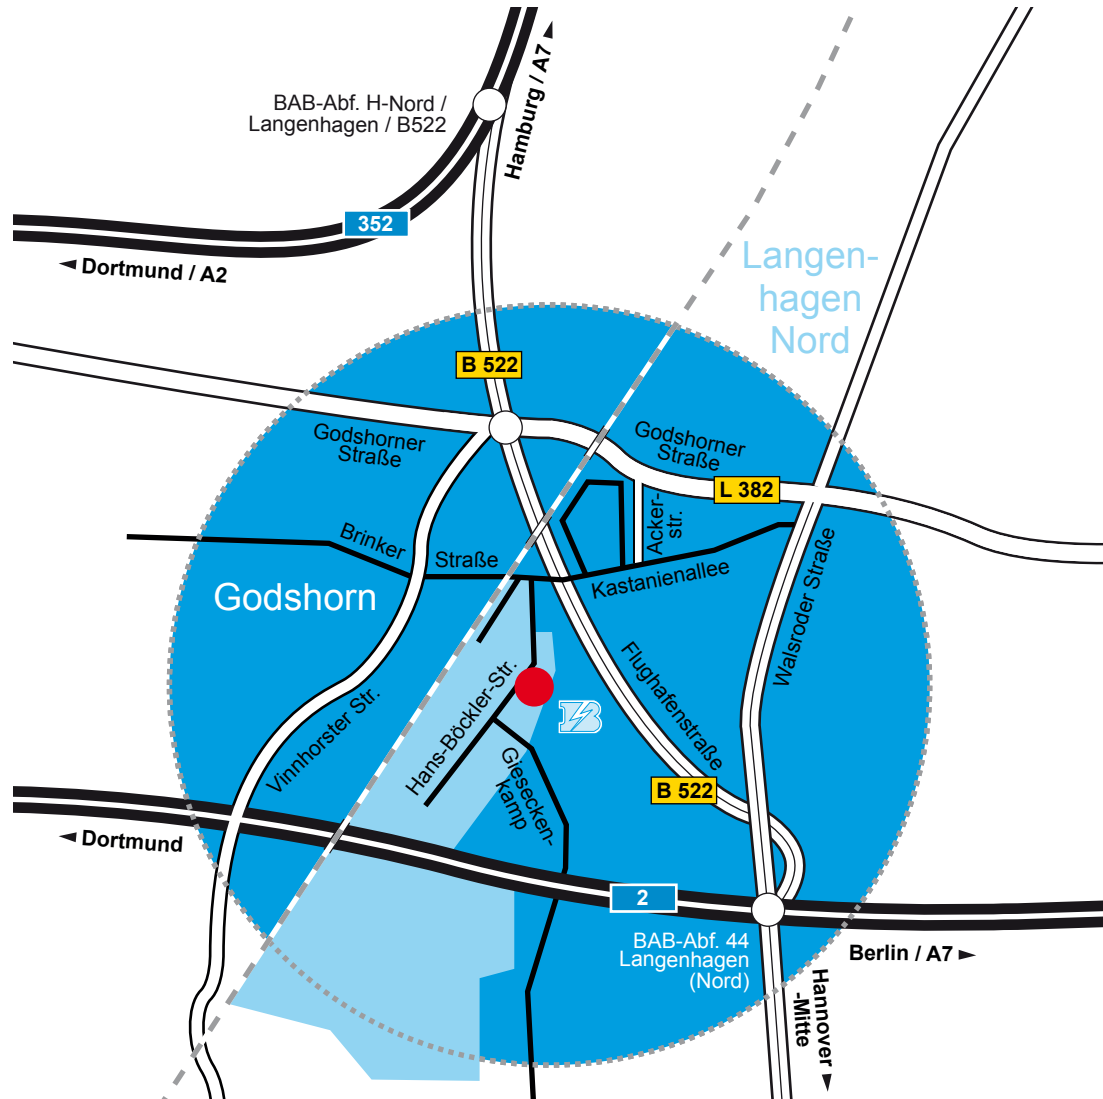 BAB-Abf. H-Nord /
Langenhagen / B522
Hamburg / A7
352
Dortmund / A2
Langen-
hagen
Nord
B 522
Godshorner
Straße
Godshorner
Straße
L 382
Acker-
str.
Brinker
Straße
Kastanienallee
Godshorn
Walsroder Straße
Flughafenstraße
Hans-Böckler-Str.
B
Vinnhorster Str.
Giesecken-
kamp
B 522
Dortmund
2
BAB-Abf. 44
Langenhagen
(Nord)
Berlin / A7
Hannover
-Mitte